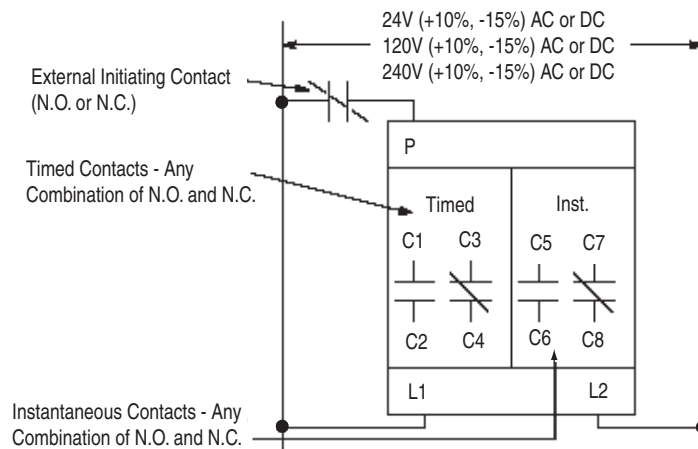 24V (+10%, -15%) AC or DC
120V (+10%, -15%) AC or DC
240V (+10%, -15%) AC or DC
External Initiating Contact
(N.O. or N.C.)
P
Timed Contacts - Any
Combination of N.O. and N.C.
Timed Inst.
C1 C3 C5 C7
C2 C4 C6 C8
L1 L2
Instantaneous Contacts - Any
Combination of N.O. and N.C.